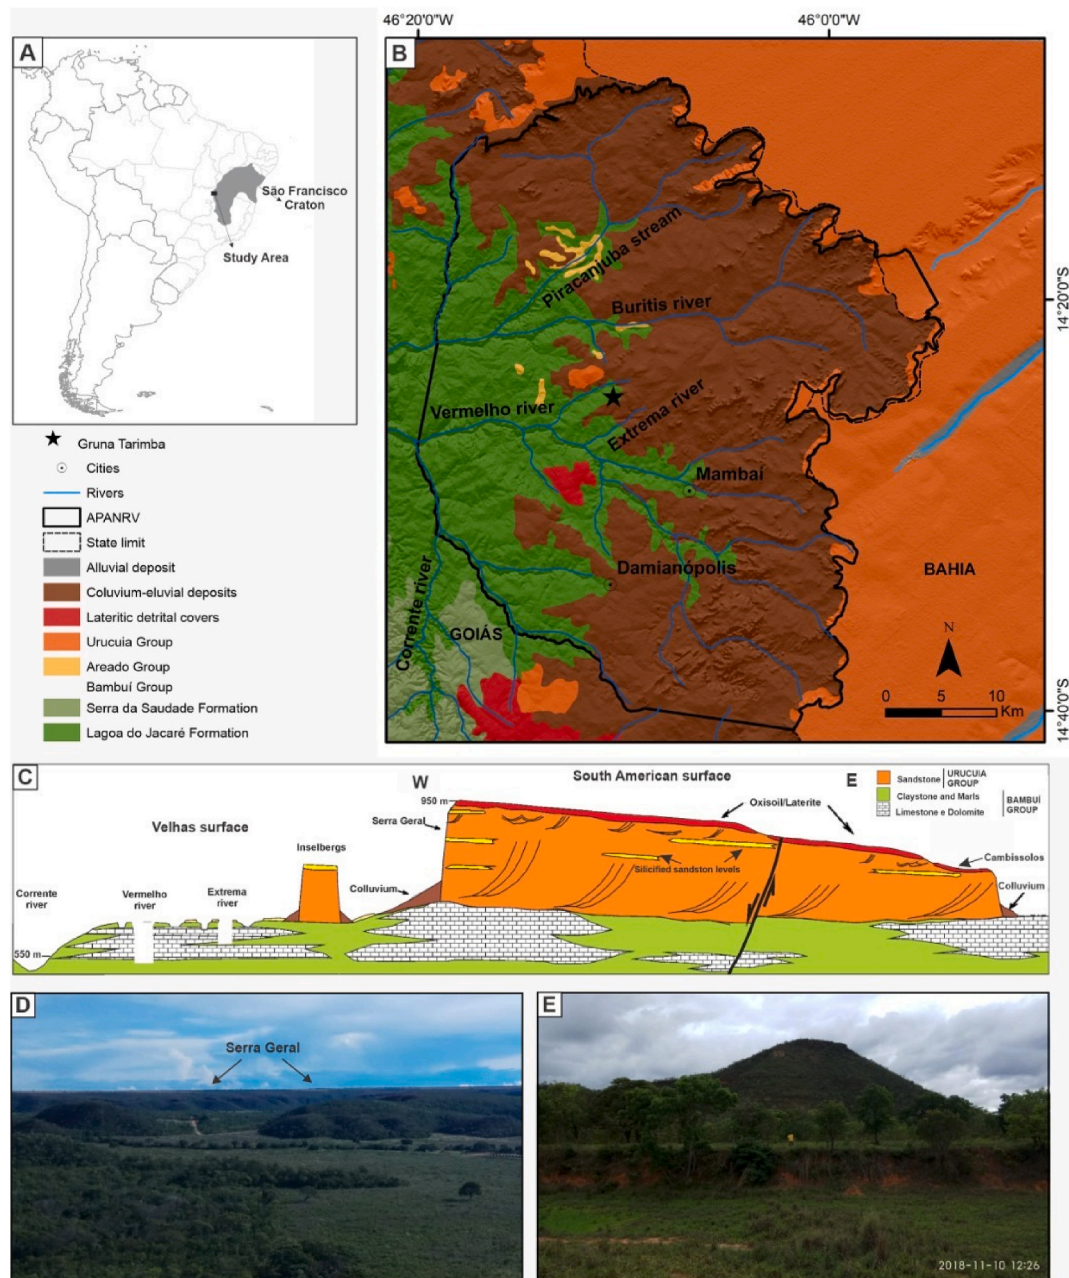 46°20'0"W
46°0'0"W
A
São Francisco
Craton
Study Area
B
Piracanjuba stream
Buritis river
Vermelho river
Extrema river
Mambaí
Damianópolis
Corrente river
GOIÁS
BAHIA
N
0 5 10
Km
14°20'0"S
14°40'0"S
Gruna Tarimba
Cities
Rivers
APANRV
State limit
Alluvial deposit
Coluvium-eluvial deposits
Lateritic detrital covers
Urucuia Group
Areado Group
Bambuí Group
Serra da Saudade Formation
Lagoa do Jacaré Formation
C
W
South American surface
E
Sandstone
URUCUIA
GROUP
Claystone and Marls
Limestone e Dolomite
BAMBUÍ
GROUP
950 m
Oxisoil/Laterite
Velhas surface
Serra Geral
Inselbergs
Silicified sandston levels
Cambissolos
Colluvium
Colluvium
Corrente
river
Vermelho
river
Extrema
river
550 m
D
Serra Geral
E
2018-11-10 12:26